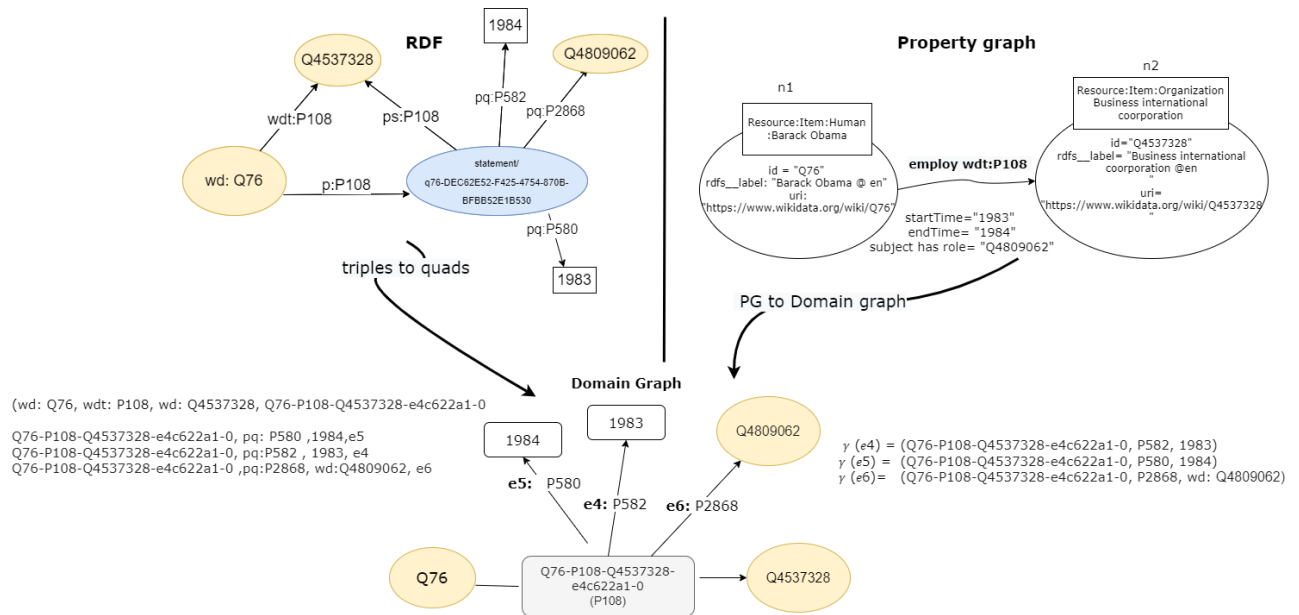 RDF
1984
Q4537328
Q4809062
pq:P582
pq:P2868
wdt:P108
ps:P108
wd: Q76
p:P108
statement/
q76-DEC62E52-F425-4754-870B-
BFBB52E1B530
pq:P580
1983
triples to quads
Property graph
n1
n2
Resource:Item:Human
:Barack Obama
Resource:Item:Organization
Business international
coorporation
id = "Q76"
rdfs__label: "Barack Obama @ en"
uri:
"https://www.wikidata.org/wiki/Q76"
employ wdt:P108
startTime="1983"
endTime= "1984"
subject has role= "Q4809062"
id="Q4537328"
rdfs__label= "Business international
coorporation @en
"
uri=
"https://www.wikidata.org/wiki/Q4537328
"
PG to Domain graph
Domain Graph
(wd: Q76, wdt: P108, wd: Q4537328, Q76-P108-Q4537328-e4c622a1-0
Q76-P108-Q4537328-e4c622a1-0, pq: P580 ,1984,e5
Q76-P108-Q4537328-e4c622a1-0, pq:P582 , 1983, e4
Q76-P108-Q4537328-e4c622a1-0 ,pq:P2868, wd:Q4809062, e6
1984
1983
Q4809062
e5: P580
e4: P582
e6: P2868
γ (e4) = (Q76-P108-Q4537328-e4c622a1-0, P582, 1983)
γ (e5) = (Q76-P108-Q4537328-e4c622a1-0, P580, 1984)
γ (e6)= (Q76-P108-Q4537328-e4c622a1-0, P2868, wd: Q4809062)
Q76
Q76-P108-Q4537328-
e4c622a1-0
(P108)
Q4537328